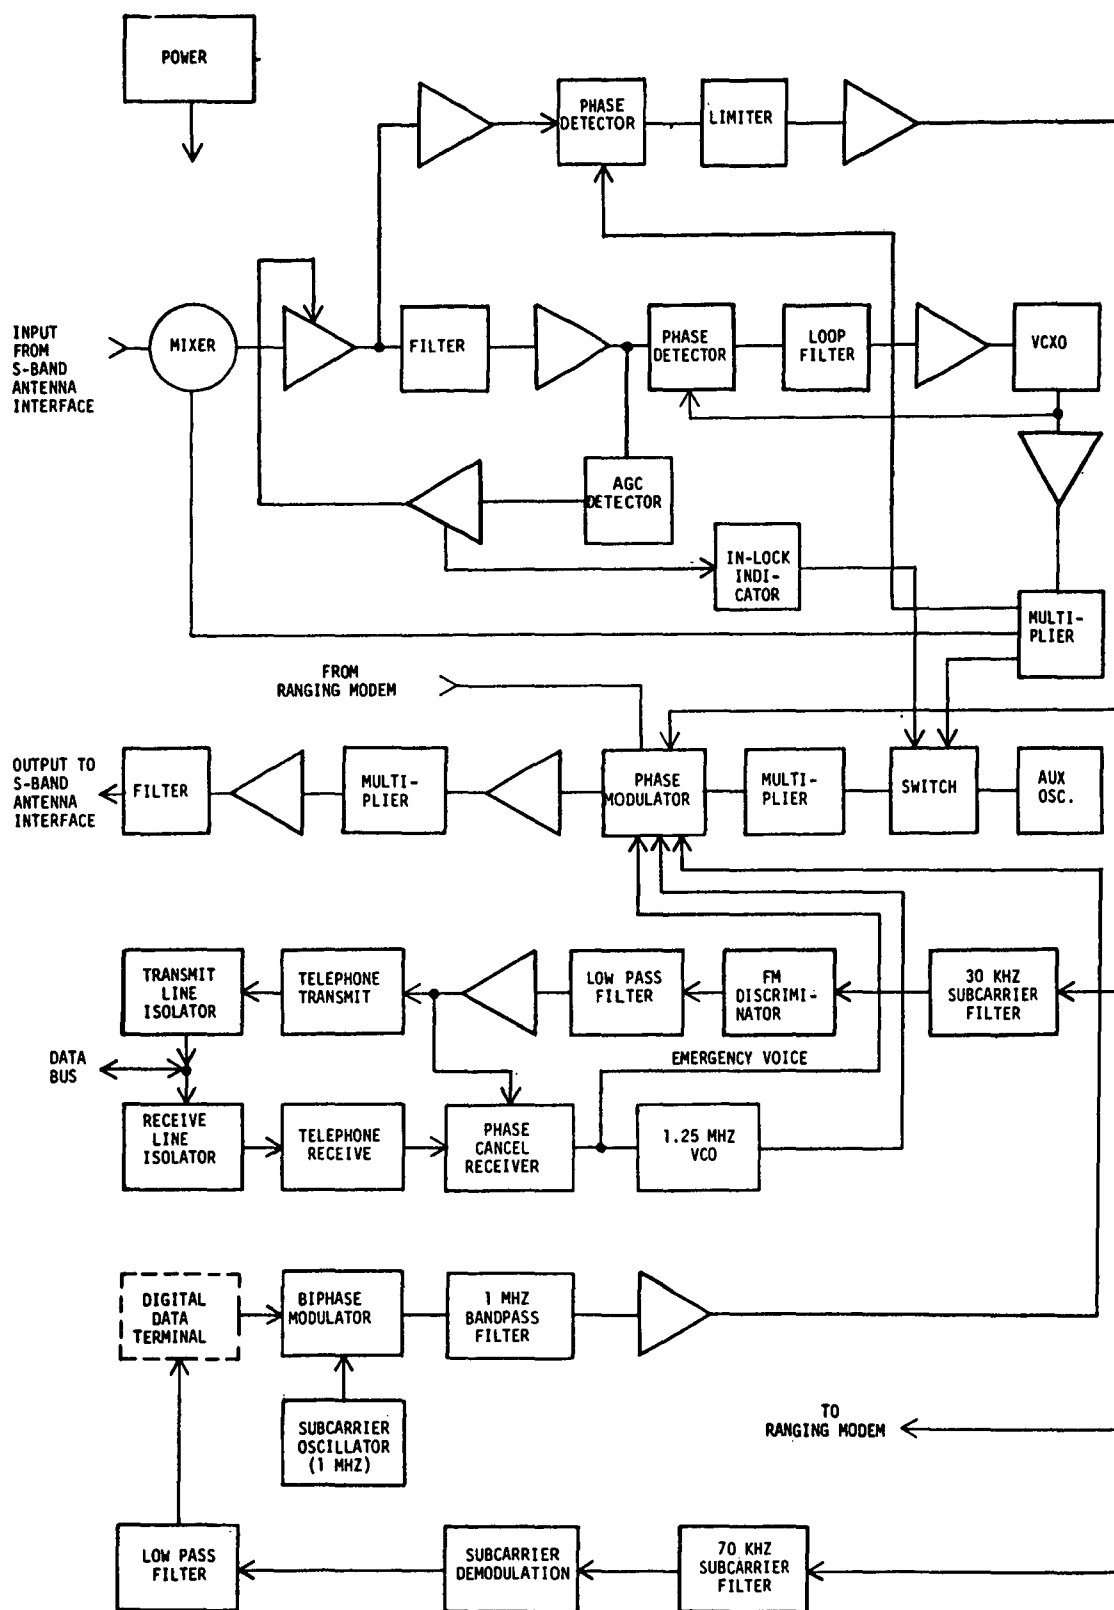 POWER
PHASE
DETECTOR
LIMITER
INPUT
FROM
S-BAND
ANTENNA
INTERFACE
MIXER
FILTER
PHASE
DETECTOR
LOOP
FILTER
VCXO
AGC
DETECTOR
IN-LOCK
INDI-
CATOR
MULTI-
PLIER
FROM
RANGING MODEM
OUTPUT TO
S-BAND
ANTENNA
INTERFACE
FILTER
MULTI-
PLIER
PHASE
MODULATOR
MULTI-
PLIER
SWITCH
AUX
OSC.
TRANSMIT
LINE
ISOLATOR
TELEPHONE
TRANSMIT
LOW PASS
FILTER
FM
DISCRIMI-
NATOR
30 KHZ
SUBCARRIER
FILTER
DATA
BUS
EMERGENCY VOICE
RECEIVE
LINE
ISOLATOR
TELEPHONE
RECEIVE
PHASE
CANCEL
RECEIVER
1.25 MHZ
VCO
DIGITAL
DATA
TERMINAL
BIPHASE
MODULATOR
1 MHZ
BANDPASS
FILTER
SUBCARRIER
OSCILLATOR
(1 MHZ)
TO
RANGING MODEM
LOW PASS
FILTER
SUBCARRIER
DEMODULATION
70 KHZ
SUBCARRIER
FILTER